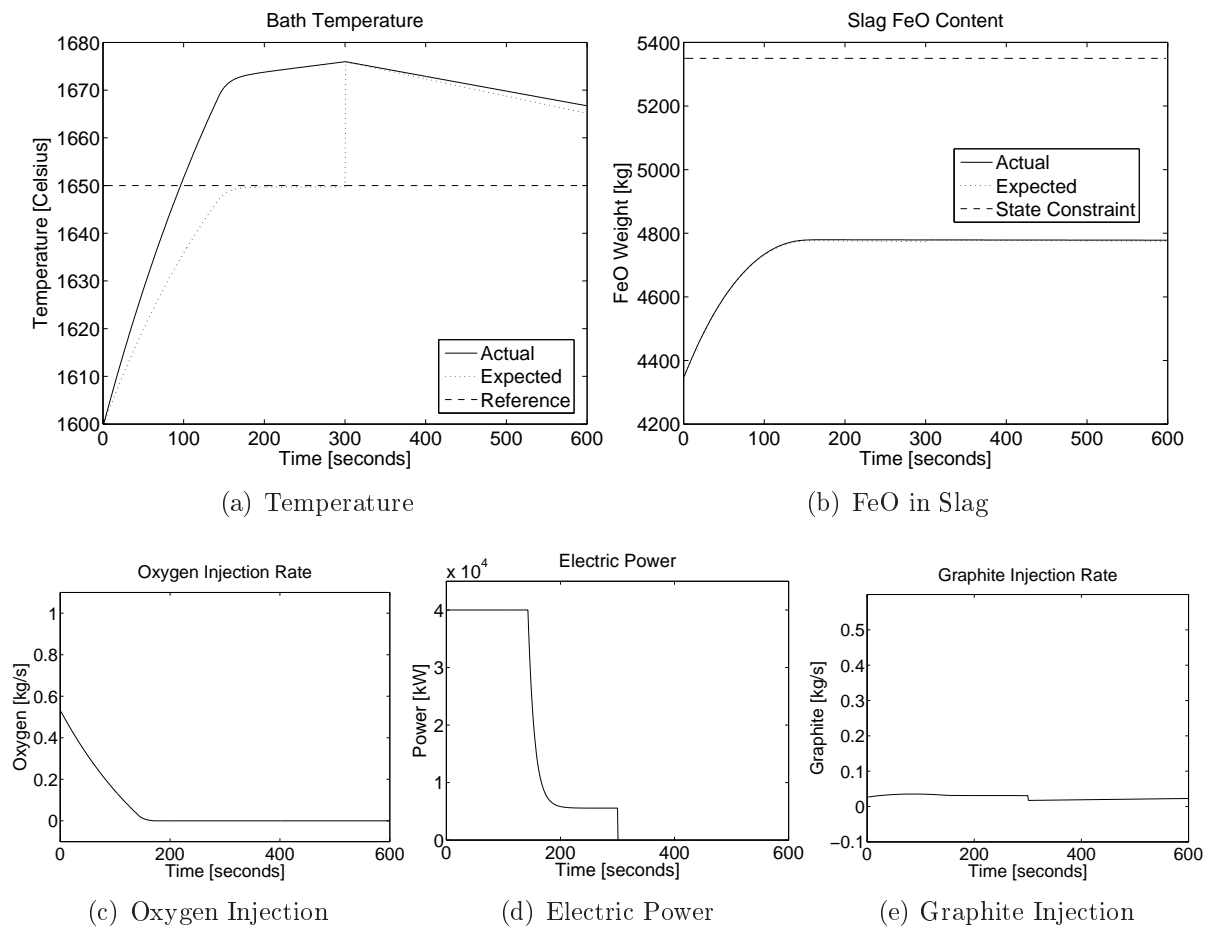 Bath Temperature
Temperature [Celsius]
1680
1670
1660
1650
1640
1630
1620
1610
1600
0 100 200 300 400 500 600
Time [seconds]
Actual
Expected
Reference
(a) Temperature
Slag FeO Content
FeO Weight [kg]
5400
5200
5000
4800
4600
4400
4200
0 100 200 300 400 500 600
Time [seconds]
Actual
Expected
State Constraint
(b) FeO in Slag
Oxygen Injection Rate
Oxygen [kg/s]
1
0.8
0.6
0.4
0.2
0
0 200 400 600
Time [seconds]
(c) Oxygen Injection
Electric Power
x 10^4
Power [kW]
4
3
2
1
0
0 200 400 600
Time [seconds]
(d) Electric Power
Graphite Injection Rate
Graphite [kg/s]
0.5
0.4
0.3
0.2
0.1
0
−0.1
0 200 400 600
Time [seconds]
(e) Graphite Injection